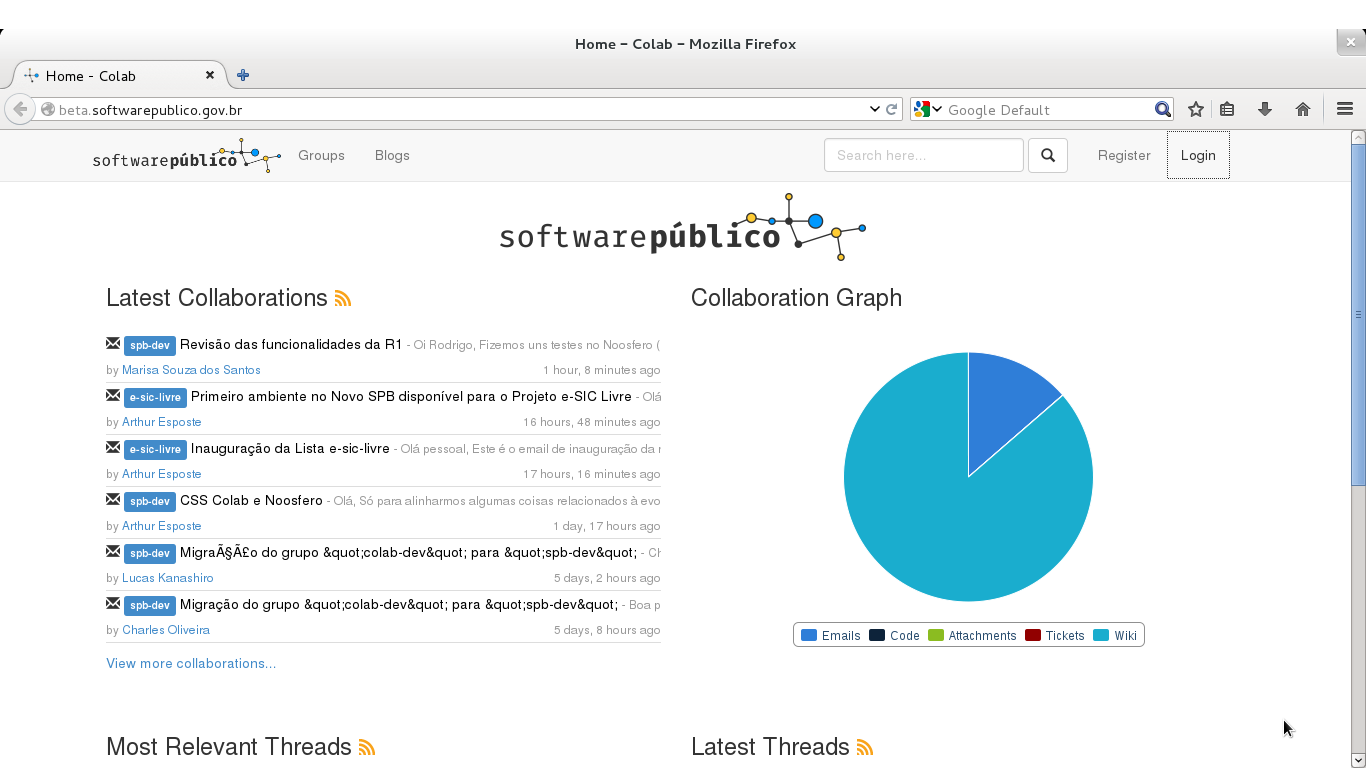 Home - Colab - Mozilla Firefox
Home - Colab
beta.softwarepublico.gov.br
Google Default
softwarepúblico
Groups
Blogs
Search here...
Register
Login
softwarepúblico
Latest Collaborations
spb-dev Revisão das funcionalidades da R1 - Oi Rodrigo, Fizemos uns testes no Noosfero (
by Marisa Souza dos Santos 1 hour, 8 minutes ago
e-sic-livre Primeiro ambiente no Novo SPB disponível para o Projeto e-SIC Livre - Olá
by Arthur Esposte 16 hours, 48 minutes ago
e-sic-livre Inauguração da Lista e-sic-livre - Olá pessoal, Este é o email de inauguração da
by Arthur Esposte 17 hours, 16 minutes ago
spb-dev CSS Colab e Noosfero - Olá, Só para alinharmos algumas coisas relacionados à evo
by Arthur Esposte 1 day, 17 hours ago
spb-dev MigraÃ§Ã£o do grupo &quot;colab-dev&quot; para &quot;spb-dev&quot; - Ch
by Lucas Kanashiro 5 days, 2 hours ago
spb-dev Migração do grupo &quot;colab-dev&quot; para &quot;spb-dev&quot; - Boa p
by Charles Oliveira 5 days, 8 hours ago
View more collaborations...
Collaboration Graph
Emails Code Attachments Tickets Wiki
Most Relevant Threads
Latest Threads